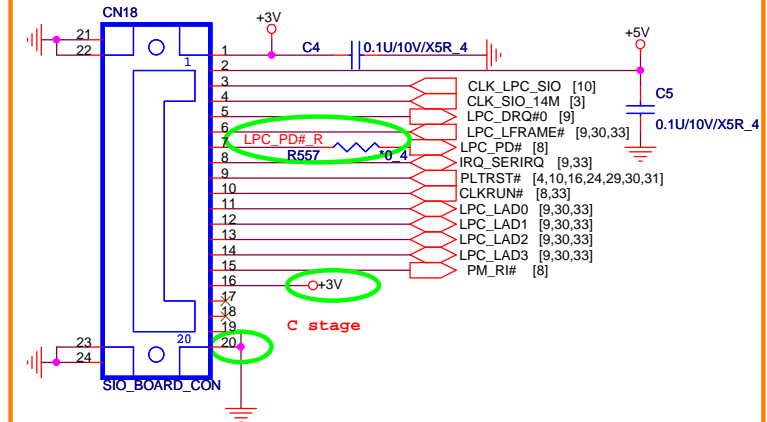 CN18
+3V
+5V
21
22
1
1
C4
0.1U/10V/X5R_4
2
3
CLK_LPC_SIO [10]
C5
4
CLK_SIO_14M [3]
5
LPC_DRQ#0 [9]
0.1U/10V/X5R_4
6
LPC_LFRAME# [9,30,33]
7
LPC_PD#_R
LPC_PD# [8]
R557
*0_4
8
IRQ_SERIRQ [9,33]
9
PLTRST# [4,10,16,24,29,30,31]
10
CLKRUN# [8,33]
11
LPC_LAD0 [9,30,33]
12
LPC_LAD1 [9,30,33]
13
LPC_LAD2 [9,30,33]
14
LPC_LAD3 [9,30,33]
15
PM_RI# [8]
16
+3V
17
18
C stage
19
23
20
20
24
SIO_BOARD_CON